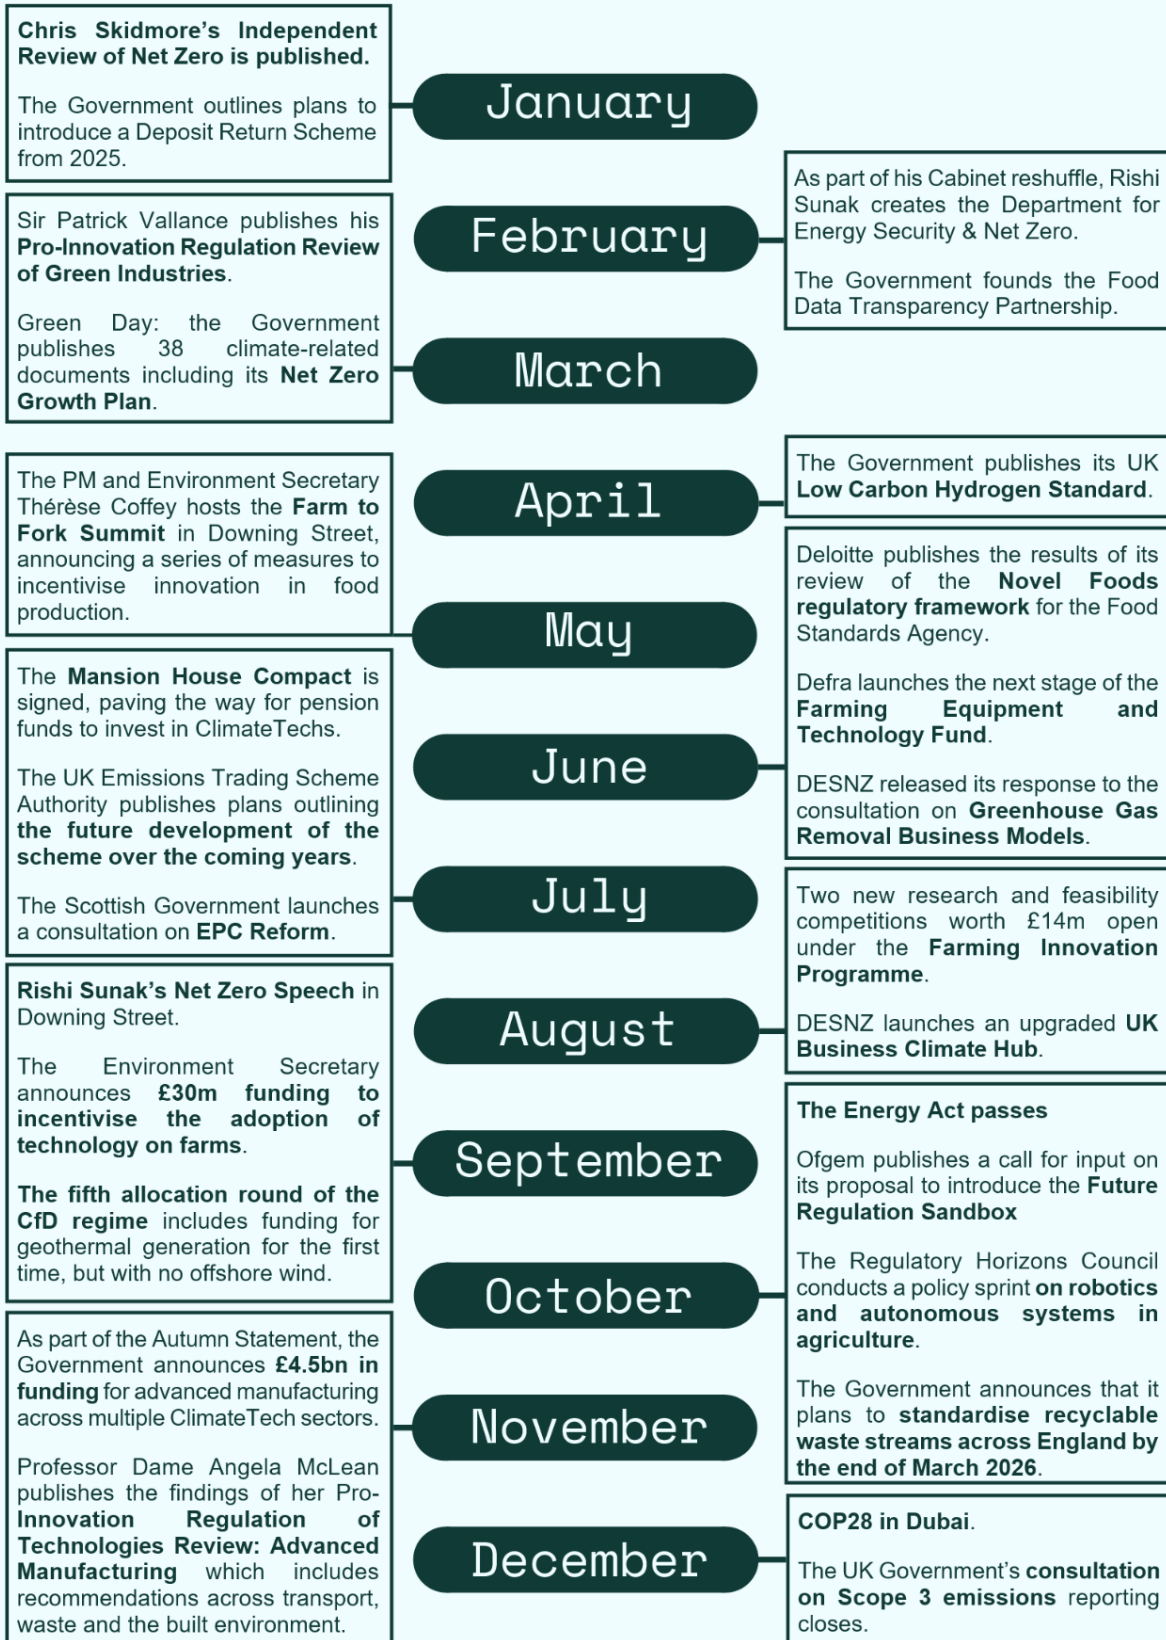 Chris Skidmore's Independent
Review of Net Zero is published.
The Government outlines plans to
introduce a Deposit Return Scheme
from 2025.
January
As part of his Cabinet reshuffle, Rishi
Sunak creates the Department for
Energy Security & Net Zero.
The Government founds the Food
Data Transparency Partnership.
February
Sir Patrick Vallance publishes his
Pro-Innovation Regulation Review
of Green Industries.
Green Day: the Government
publishes 38 climate-related
documents including its Net Zero
Growth Plan.
March
The Government publishes its UK
Low Carbon Hydrogen Standard.
April
The PM and Environment Secretary
Thérèse Coffey hosts the Farm to
Fork Summit in Downing Street,
announcing a series of measures to
incentivise innovation in food
production.
May
Deloitte publishes the results of its
review of the Novel Foods
regulatory framework for the Food
Standards Agency.
Defra launches the next stage of the
Farming Equipment and
Technology Fund.
DESNZ released its response to the
consultation on Greenhouse Gas
Removal Business Models.
June
The Mansion House Compact is
signed, paving the way for pension
funds to invest in ClimateTechs.
The UK Emissions Trading Scheme
Authority publishes plans outlining
the future development of the
scheme over the coming years.
The Scottish Government launches
a consultation on EPC Reform.
July
Two new research and feasibility
competitions worth £14m open
under the Farming Innovation
Programme.
DESNZ launches an upgraded UK
Business Climate Hub.
August
Rishi Sunak's Net Zero Speech in
Downing Street.
The Environment Secretary
announces £30m funding to
incentivise the adoption of
technology on farms.
The fifth allocation round of the
CfD regime includes funding for
geothermal generation for the first
time, but with no offshore wind.
September
The Energy Act passes
Ofgem publishes a call for input on
its proposal to introduce the Future
Regulation Sandbox
The Regulatory Horizons Council
conducts a policy sprint on robotics
and autonomous systems in
agriculture.
The Government announces that it
plans to standardise recyclable
waste streams across England by
the end of March 2026.
October
As part of the Autumn Statement, the
Government announces £4.5bn in
funding for advanced manufacturing
across multiple ClimateTech sectors.
Professor Dame Angela McLean
publishes the findings of her Pro-
Innovation Regulation of
Technologies Review: Advanced
Manufacturing which includes
recommendations across transport,
waste and the built environment.
November
COP28 in Dubai.
The UK Government's consultation
on Scope 3 emissions reporting
closes.
December